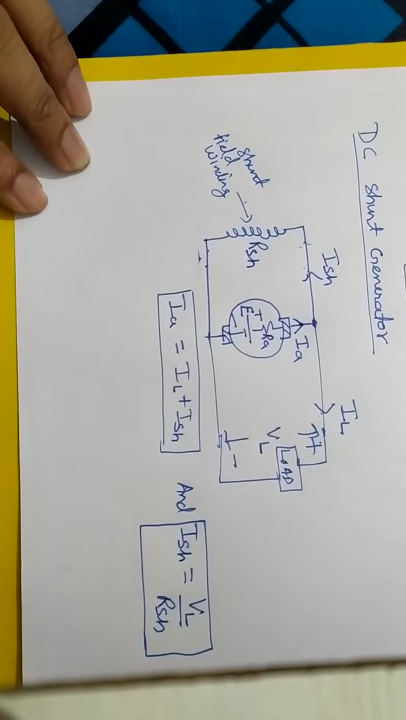 DC Shunt Generator
Ish
IL
Shunt
field
winding
Rsh
Ia
E
Ra
VL
LOAD
+
-
Ia = IL + Ish And Ish = VL / Rsh